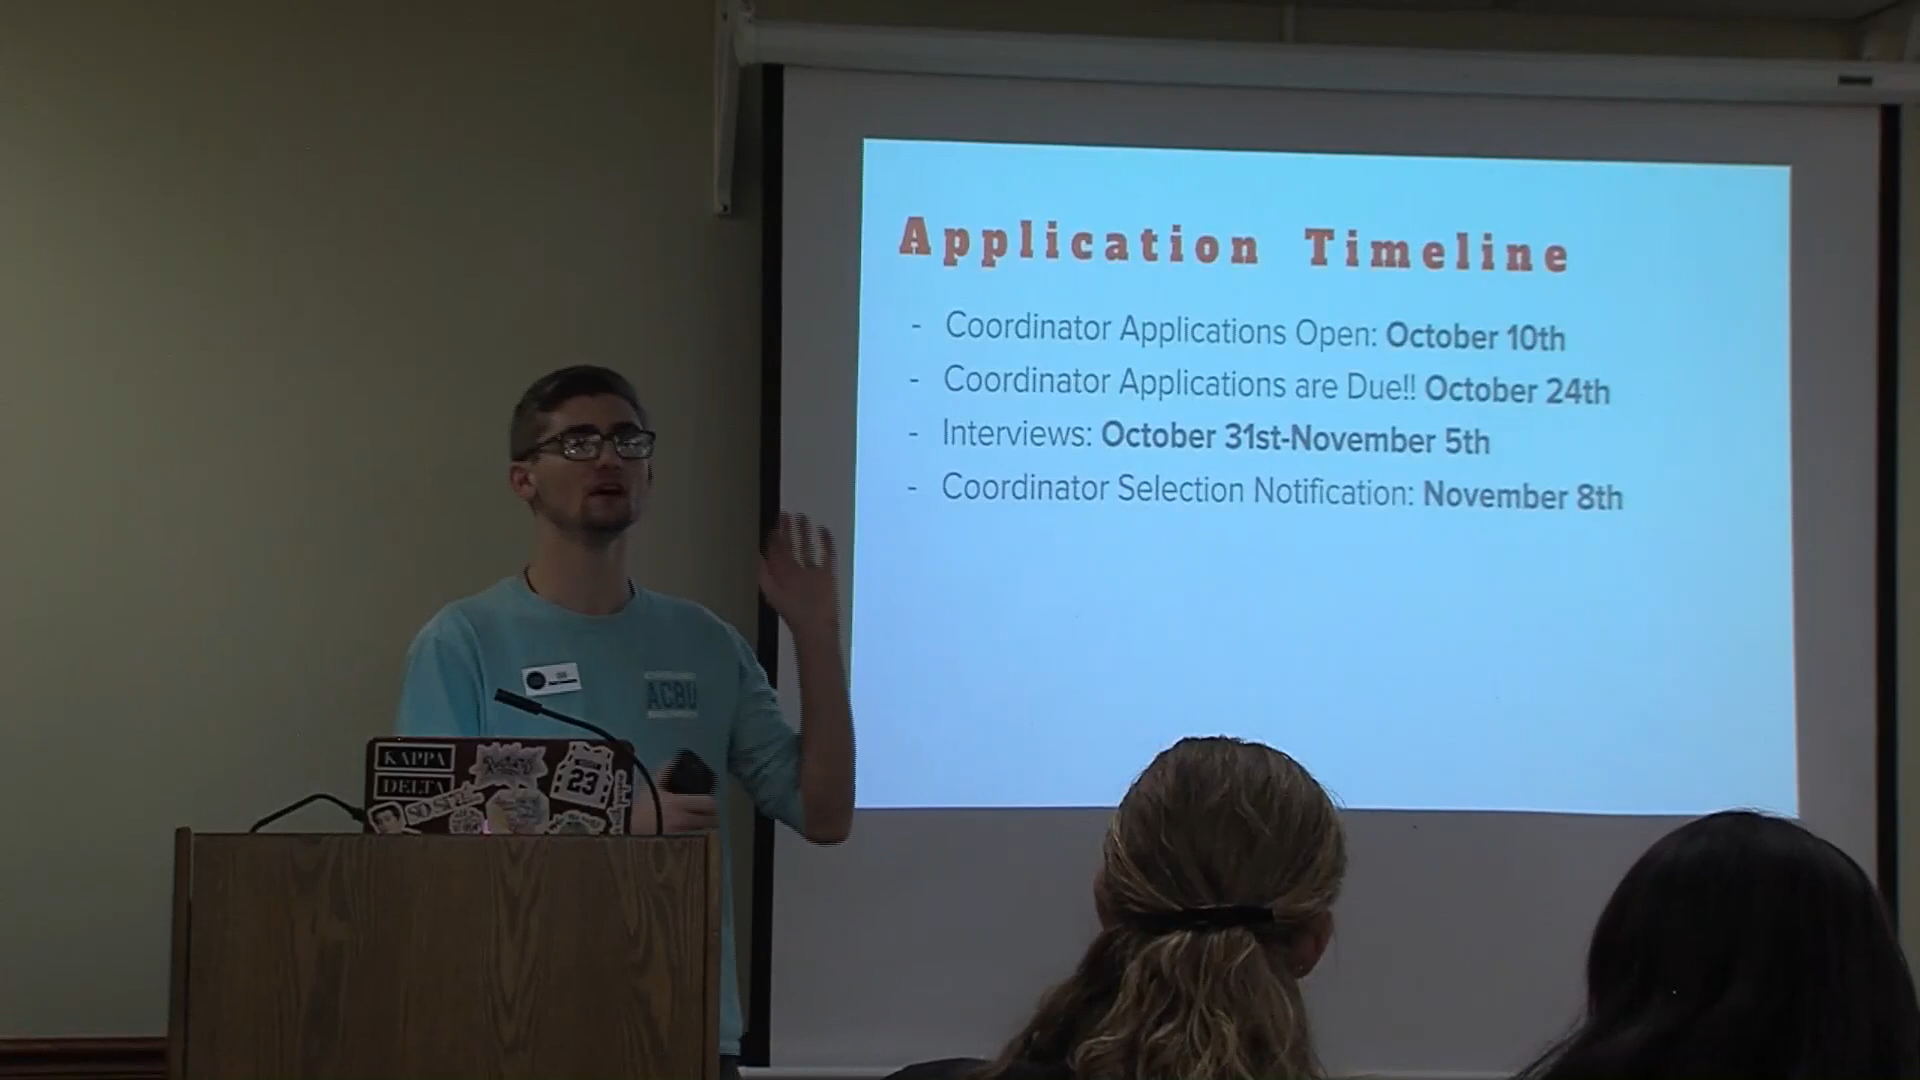 Application Timeline
- Coordinator Applications Open: October 10th
- Coordinator Applications are Due!! October 24th
- Interviews: October 31st-November 5th
- Coordinator Selection Notification: November 8th
ACBU
KAPPA
DELTA
23